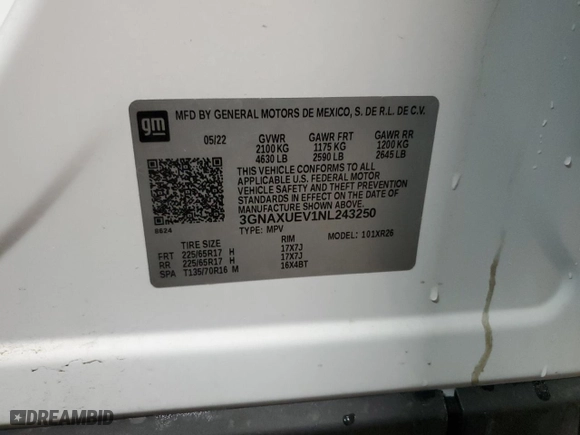 gm
MFD BY GENERAL MOTORS DE MEXICO, S. DE R.L. DE C.V.
05/22 GVWR GAWR FRT GAWR RR
2100 KG 1175 KG 1200 KG
4630 LB 2590 LB 2645 LB
THIS VEHICLE CONFORMS TO ALL
APPLICABLE U.S. FEDERAL MOTOR
VEHICLE SAFETY AND THEFT PREVENTION
STANDARDS IN EFFECT ON THE DATE OF
MANUFACTURE SHOWN ABOVE.
3GNAXUEV1NL243250
8624
TYPE: MPV MODEL: 101XR26
TIRE SIZE RIM
FRT 225/65R17 H 17X7J
RR 225/65R17 H 17X7J
SPA T135/70R16 M 16X4BT
DREAMBID